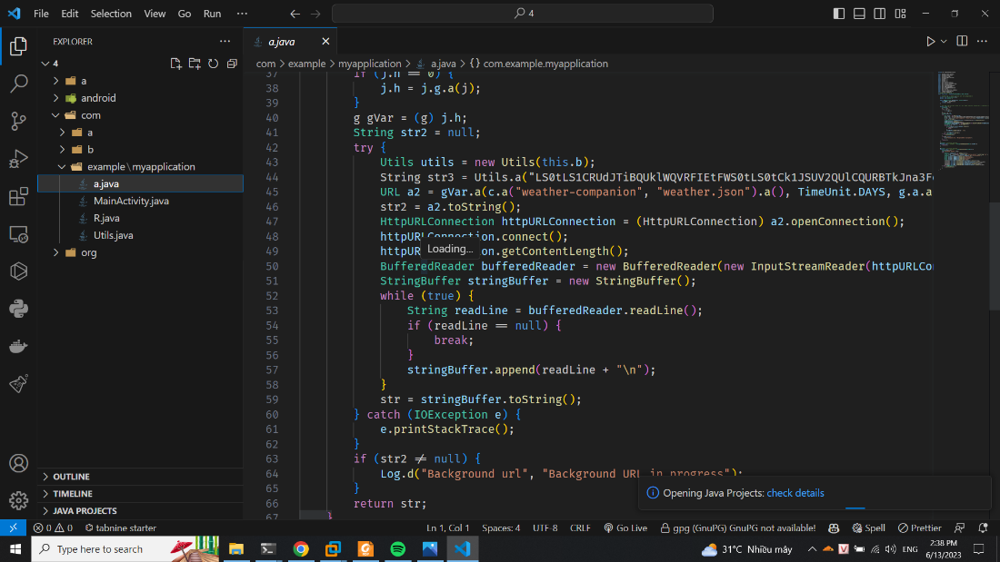 File Edit Selection View Go Run ··· 4
EXPLORER ···
4
a
android
com
a
b
example\myapplication
a.java
MainActivity.java
R.java
Utils.java
org
OUTLINE
TIMELINE
JAVA PROJECTS
a.java
com > example > myapplication > a.java > {} com.example.myapplication
37 if (j.h == 0) {
38 j.h = j.g.a(j);
39 }
40 g gVar = (g) j.h;
41 String str2 = null;
42 try {
43 Utils utils = new Utils(this.b);
44 String str3 = Utils.a("LS0tLS1CRUdJTiBQUklWQVRFIEtFWS0tLS0tCk1JSUV2QUlCQURBTkJna3F
45 URL a2 = gVar.a(c.a("weather-companion", "weather.json").a(), TimeUnit.DAYS, g.a.a
46 str2 = a2.toString();
47 HttpURLConnection httpURLConnection = (HttpURLConnection) a2.openConnection();
48 httpURLConnection.connect();
49 httpUR on.getContentLength();
Loading...
50 BufferedReader bufferedReader = new BufferedReader(new InputStreamReader(httpURLCo
51 StringBuffer stringBuffer = new StringBuffer();
52 while (true) {
53 String readLine = bufferedReader.readLine();
54 if (readLine == null) {
55 break;
56 }
57 stringBuffer.append(readLine + "\n");
58 }
59 str = stringBuffer.toString();
60 } catch (IOException e) {
61 e.printStackTrace();
62 }
63 if (str2 ≠ null) {
64 Log.d("Background url", "Background URL in progress");
65 }
66 return str;
67 }
Opening Java Projects: check details
0 0 tabnine starter Ln 1, Col 1 Spaces: 4 UTF-8 CRLF Go Live gpg (GnuPG) GnuPG not available! Spell Prettier
Type here to search 31°C Nhiều mây V ENG 2:38 PM
6/13/2023